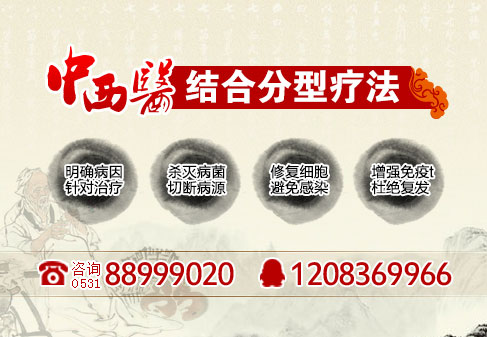 中西醫结合分型疗法
明确病因
针对治疗
杀灭病菌
切断病源
修复细胞
避免感染
增强免疫t
杜绝复发
咨询
0531
88999020
1208369966